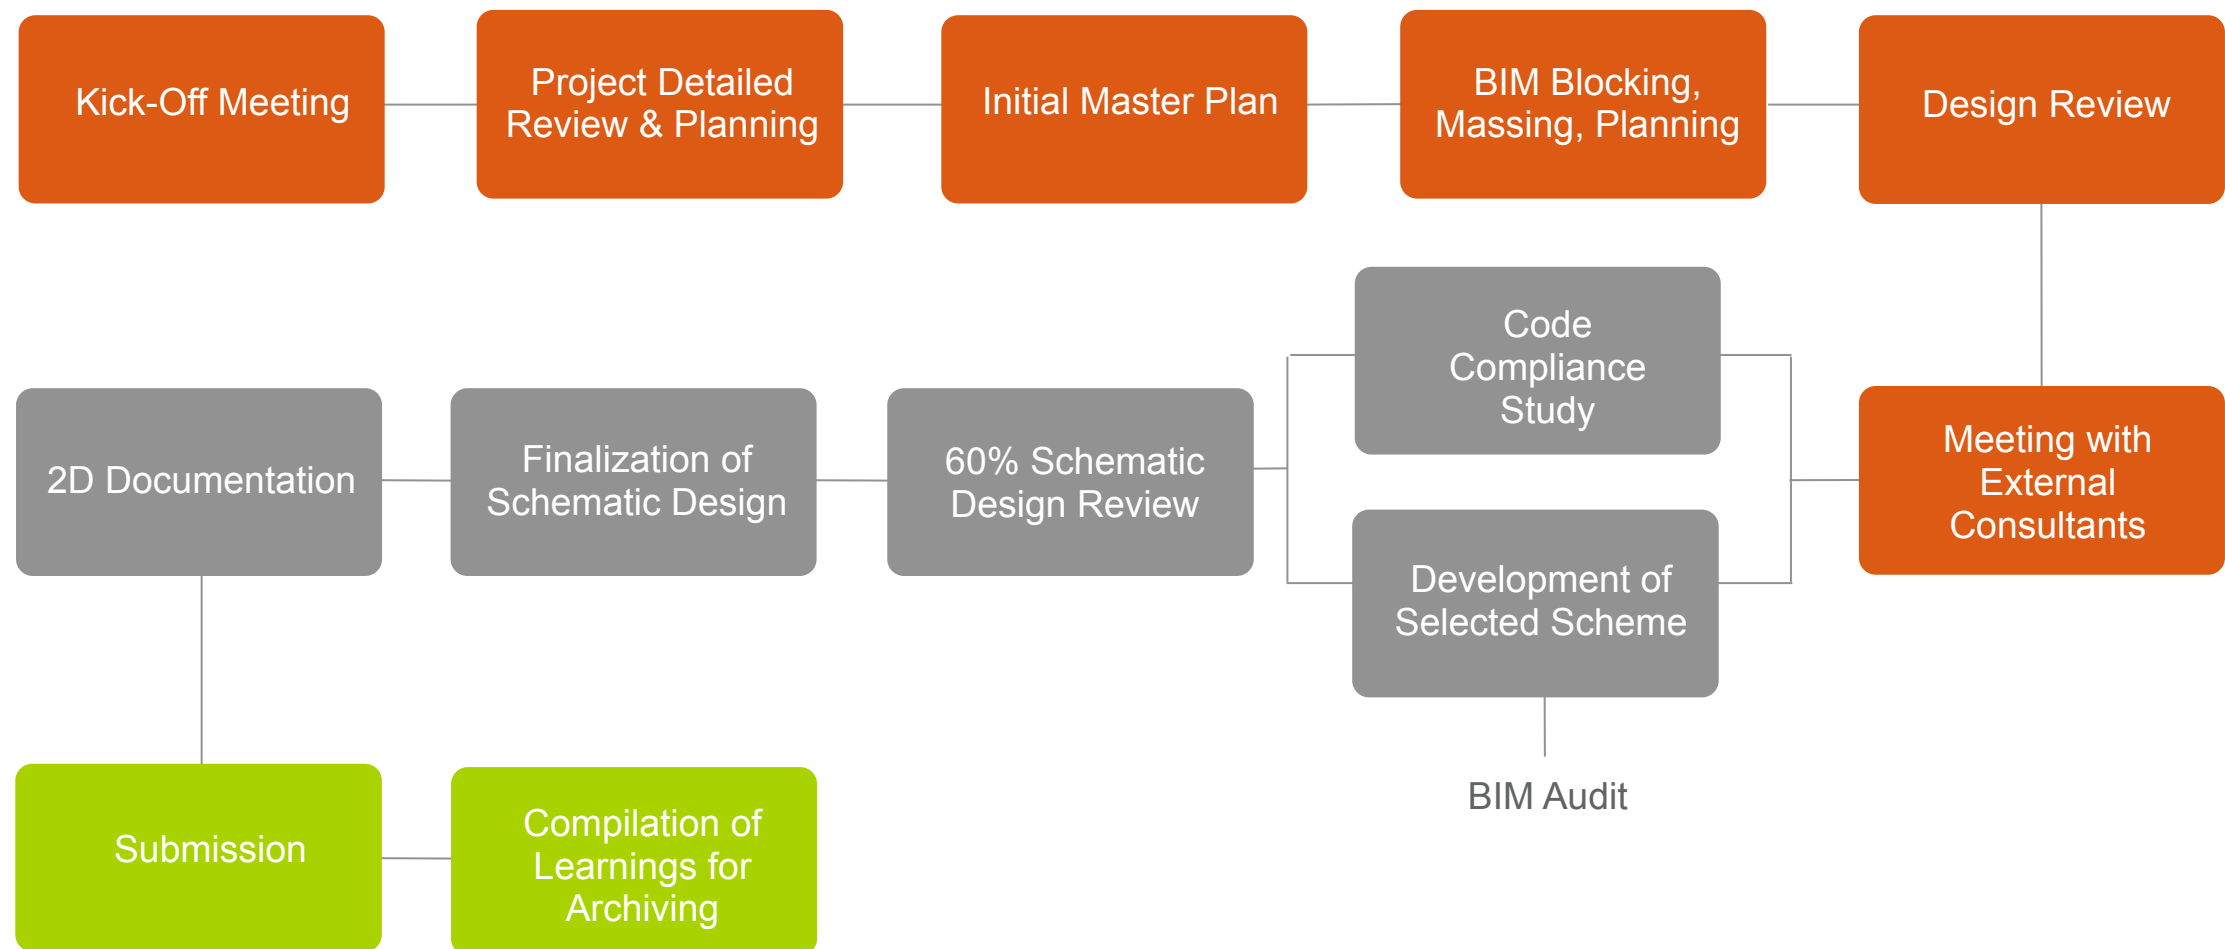 Kick-Off Meeting
Project Detailed
Review & Planning
Initial Master Plan
BIM Blocking,
Massing, Planning
Design Review
Code
Compliance
Study
2D Documentation
Finalization of
Schematic Design
60% Schematic
Design Review
Meeting with
External
Consultants
Development of
Selected Scheme
BIM Audit
Submission
Compilation of
Learnings for
Archiving